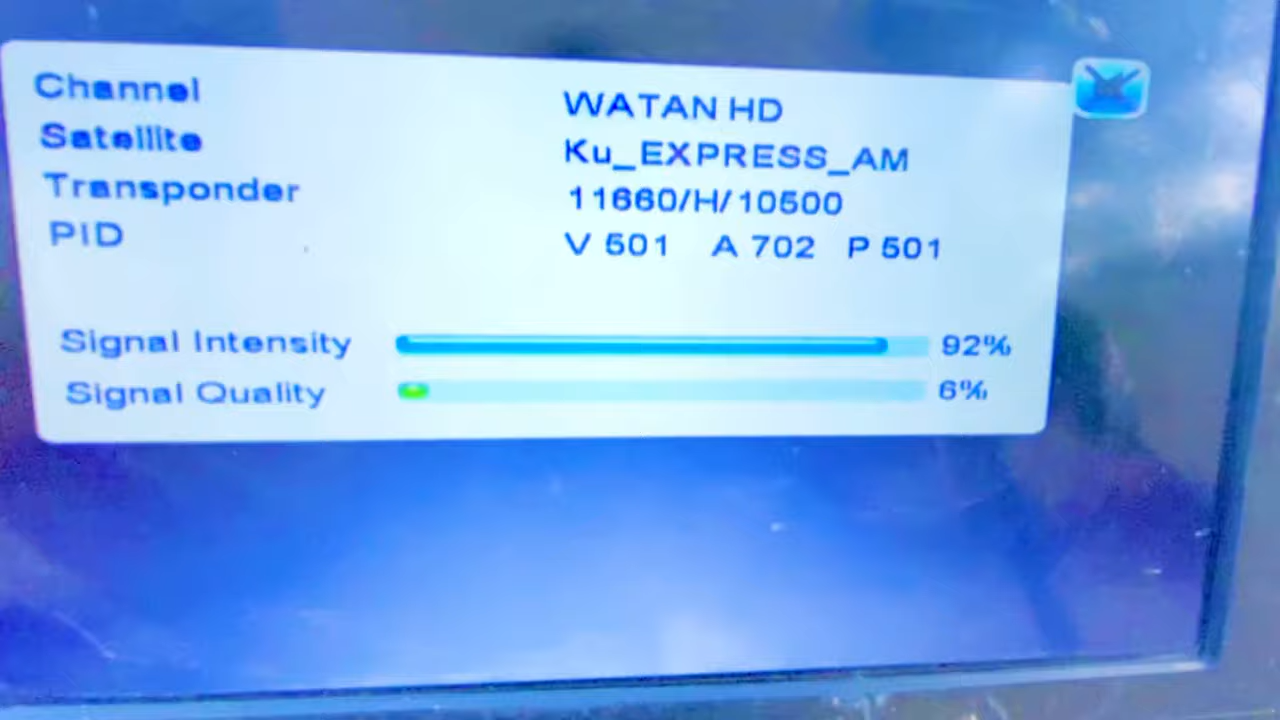 Channel WATAN HD
Satellite Ku_EXPRESS_AM
Transponder 11660/H/10500
PID V 501 A 702 P 501
Signal Intensity 92%
Signal Quality 6%